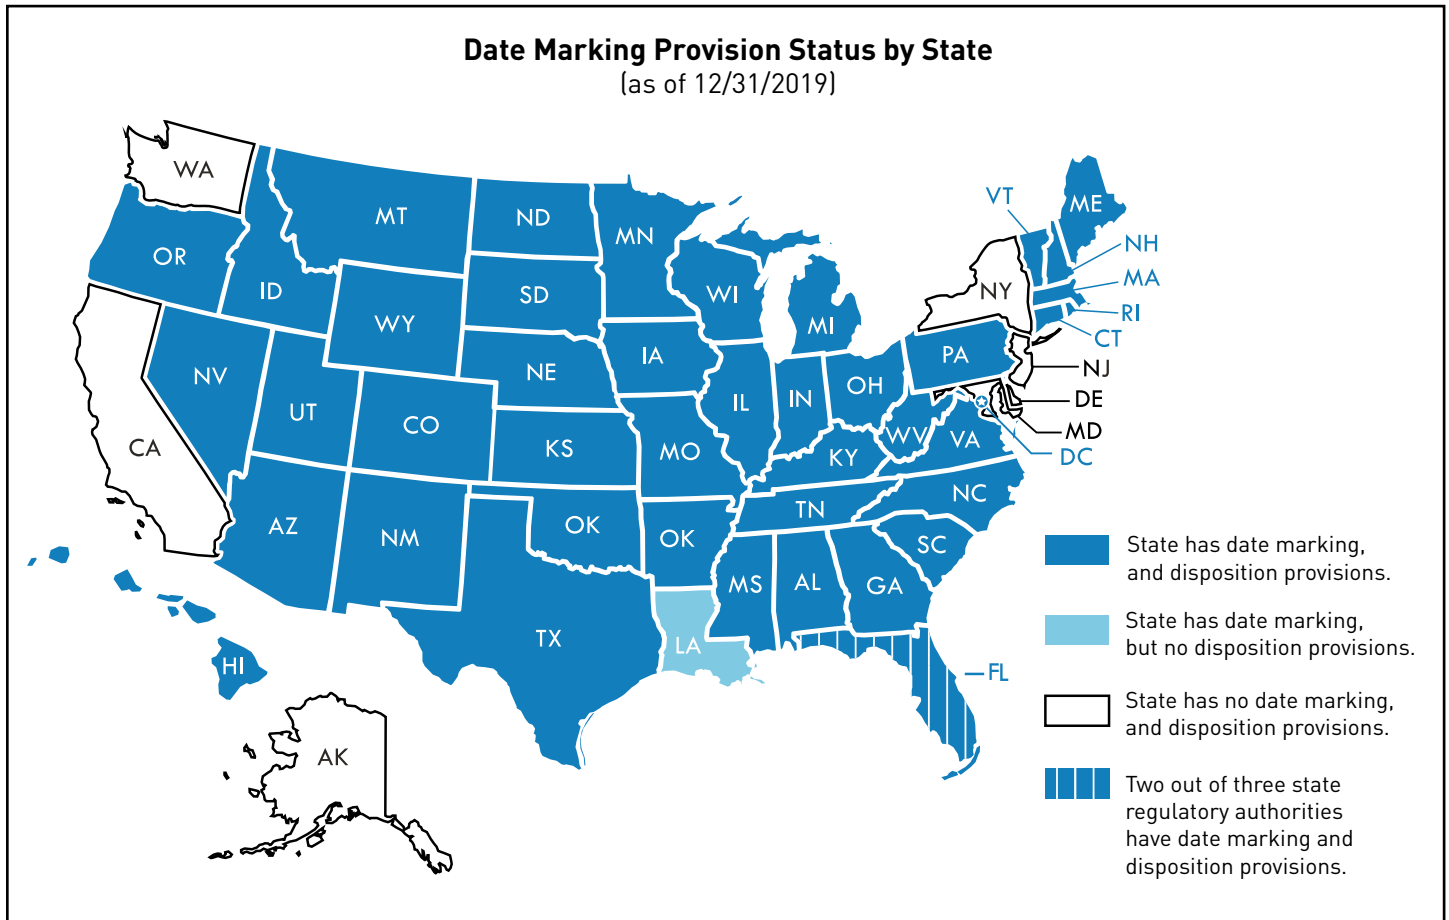 Date Marking Provision Status by State
(as of 12/31/2019)
WA
MT
ND
MN
VT
ME
OR
ID
SD
WI
NH
NY
MA
WY
MI
RI
CT
IA
PA
NV
NE
NJ
OH
UT
IL
IN
DE
CO
MD
CA
KS
MO
WV
VA
DC
KY
NC
AZ
NM
OK
OK
TN
SC
MS
AL
GA
TX
LA
HI
FL
AK
State has date marking,
and disposition provisions.
State has date marking,
but no disposition provisions.
State has no date marking,
and disposition provisions.
Two out of three state
regulatory authorities
have date marking and
disposition provisions.